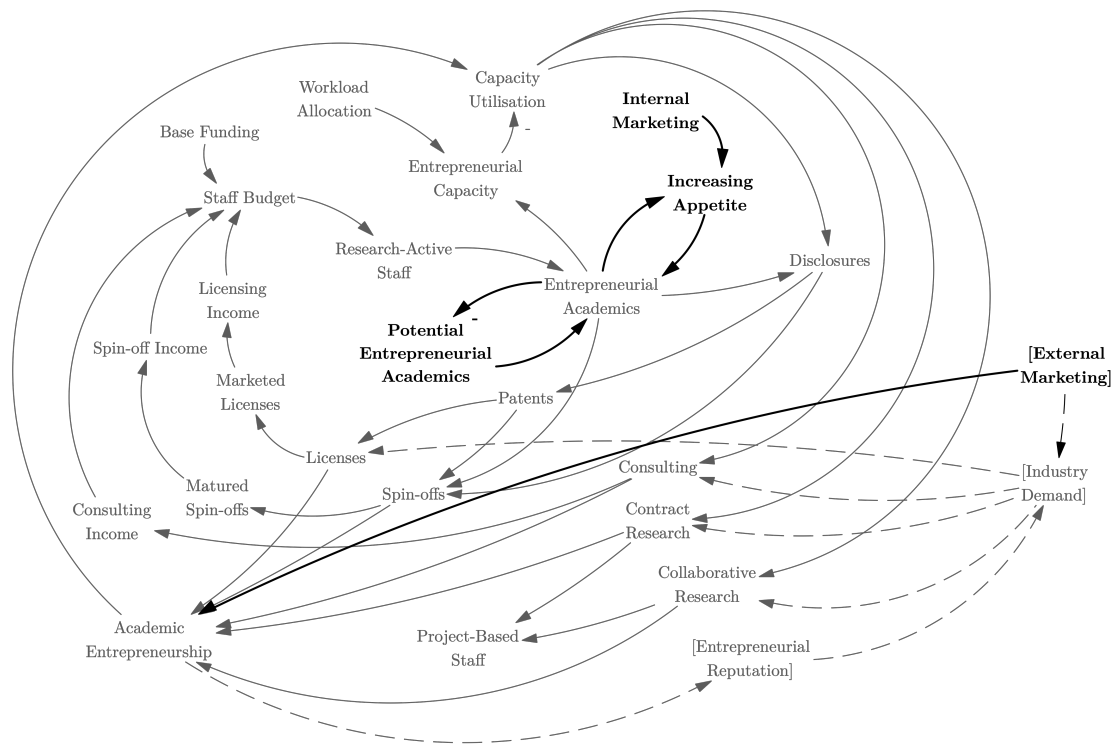 Capacity
Utilisation
-
Workload
Allocation
Internal
Marketing
Base Funding
Entrepreneurial
Capacity
Increasing
Appetite
Staff Budget
Research-Active
Staff
Disclosures
Licensing
Income
Entrepreneurial
Academics
-
Potential
Entrepreneurial
Academics
Spin-off Income
[External
Marketing]
Marketed
Licenses
Patents
Licenses
Consulting
[Industry
Demand]
Matured
Spin-offs
Spin-offs
Consulting
Income
Contract
Research
Collaborative
Research
Academic
Entrepreneurship
Project-Based
Staff
[Entrepreneurial
Reputation]